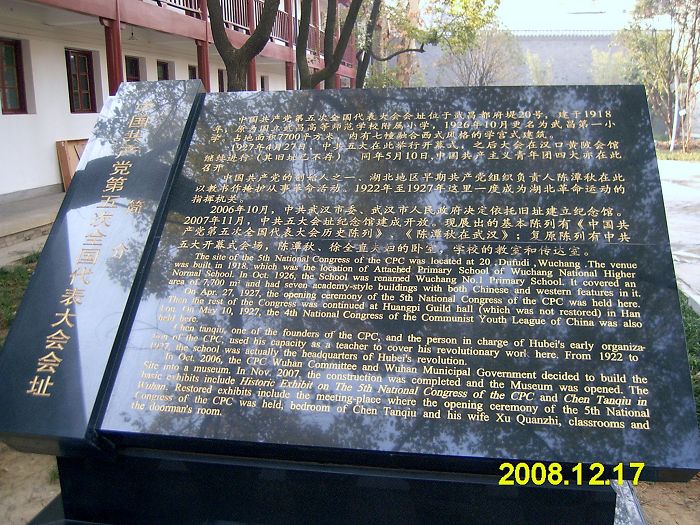 中国共产党第五次全国代表大会会址
简介
中国共产党第五次全国代表大会会址位于武昌都府堤20号,建于1918
年,原为国立武昌高等师范学校附属小学,1926年10月更名为武昌第一小
学,占地面积7700平方米,内有七幢融合西式风格的学宫式建筑。
1927年4月27日,中共五大在此举行开幕式,之后大会在汉口黄陂会馆
继续进行(其旧址已不存),同年5月10日,中国共产主义青年团四大亦在此
召开。
中国共产党的创始人之一、湖北地区早期共产党组织负责人陈潭秋在此
以教书作掩护从事革命活动,1922年至1927年这里一度成为湖北革命运动的
指挥机关。
2006年10月,中共武汉市委、武汉市人民政府决定依托旧址建立纪念馆。
2007年11月,中共五大会址纪念馆建成开放。现展出的基本陈列有《中国共
产党第五次全国代表大会历史陈列》、《陈潭秋在武汉》;复原陈列有中共
五大开幕式会场,陈潭秋、徐全直夫妇的卧室,学校的教室和传达室。
The site of the 5th National Congress of the CPC was located at 20 ,Dufudi ,Wuchang .The venue
was built in 1918, which was the location of Attached Primary School of Wuchang National Higher
Normal School. In Oct. 1926, the School was renamed Wuchang No.1 Primary School. It covered an
area of 7,700 m² and had seven academy-style buildings with both Chinese and western features in it.
On Apr. 27, 1927, the opening ceremony of the 5th National Congress of the CPC was held here.
Then the rest of the Congress was continued at Huangpi Guild hall (which was not restored) in Han
kou. On May 10, 1927, the 4th National Congress of the Communist Youth League of China was also
held here.
Chen tanqiu, one of the founders of the CPC, and the person in charge of Hubei's early organiza-
tion of the CPC, used his capacity as a teacher to cover his revolutionary work here. From 1922 to
1927, the school was actually the headquarters of Hubei's revolution.
In Oct. 2006, the CPC Wuhan Committee and Wuhan Municipal Government decided to build the
Site into a museum. In Nov. 2007, the construction was completed and the Museum was opened. The
basic exhibits include Historic Exhibit on The 5th National Congress of the CPC and Chen Tanqiu in
Wuhan. Restored exhibits include the meeting-place where the opening ceremony of the 5th National
Congress of the CPC was held, bedroom of Chen Tanqiu and his wife Xu Quanzhi, classrooms and
the doorman's room.
2008.12.17